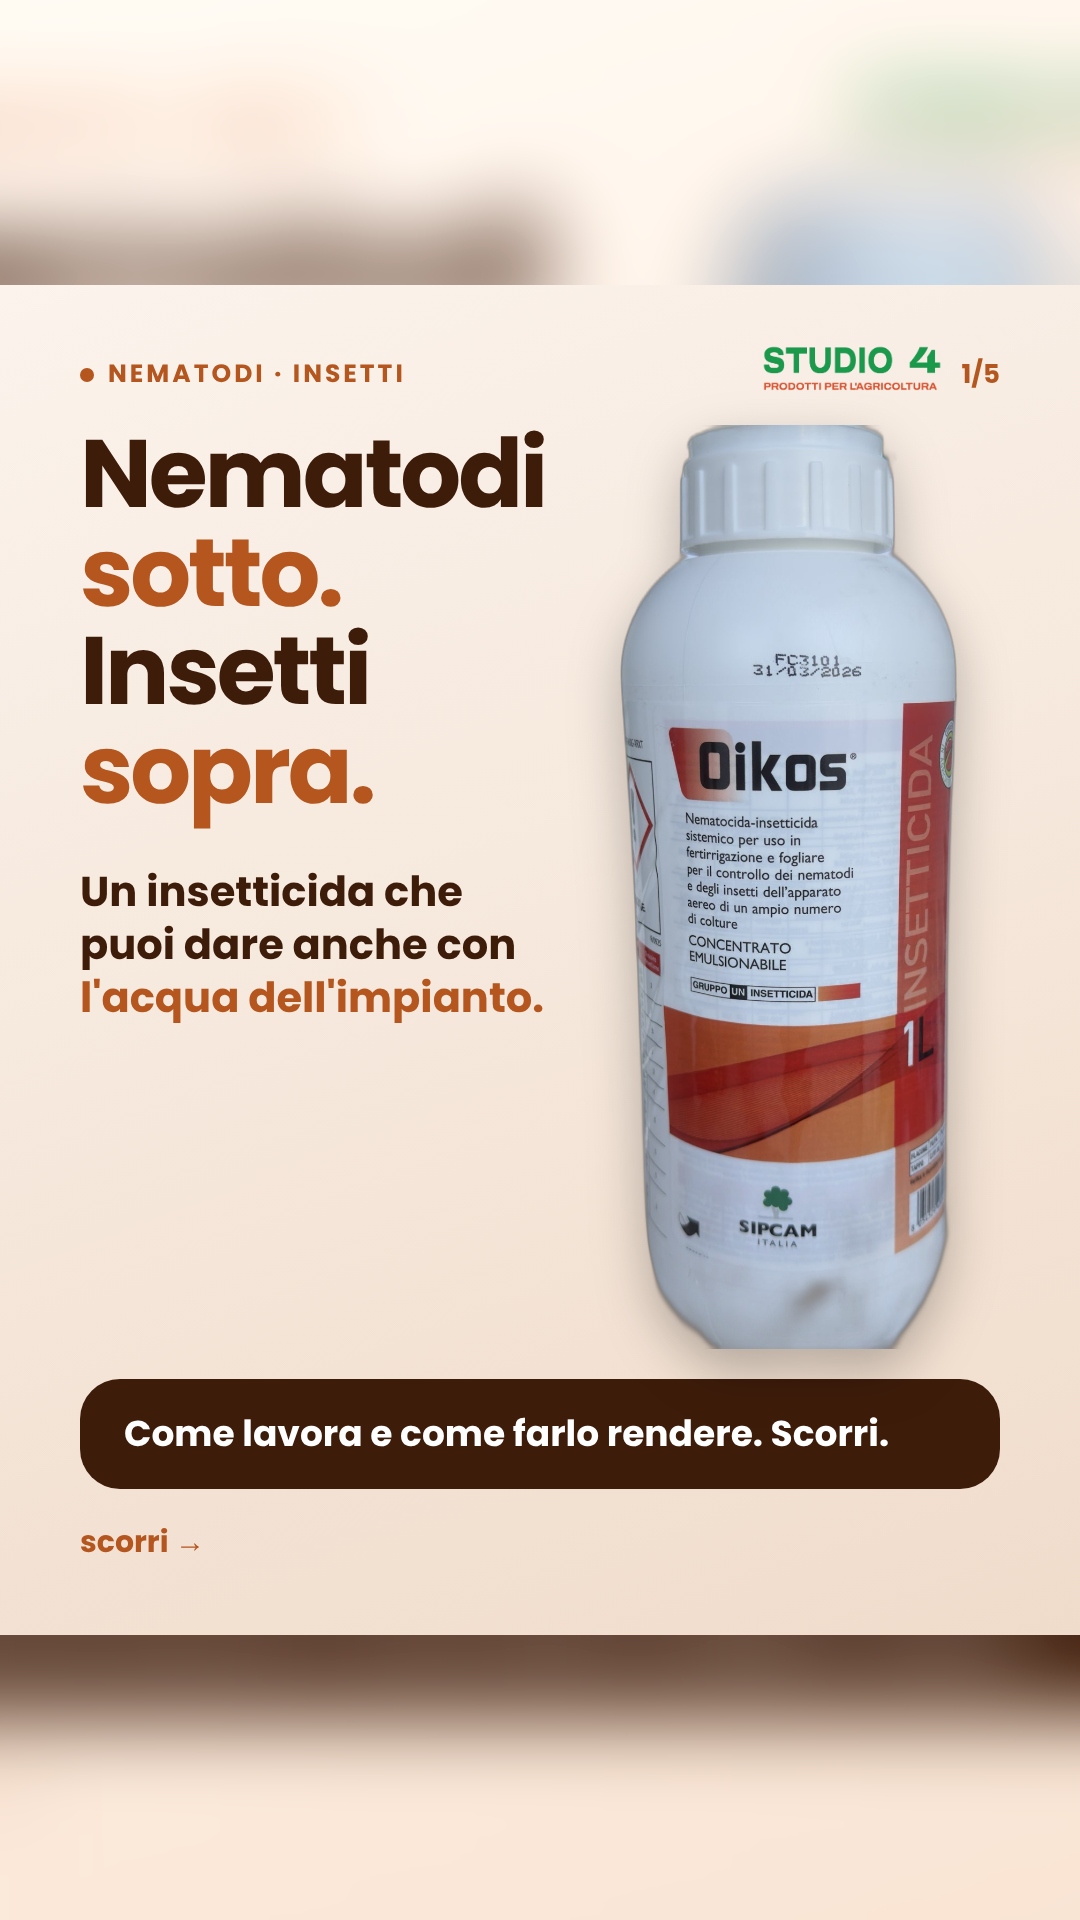 NEMATODI · INSETTI
STUDIO 4
PRODOTTI PER L'AGRICOLTURA
1/5
Nematodi
sotto.
Insetti
sopra.
Un insetticida che
puoi dare anche con
l'acqua dell'impianto.
FC3101
31/03/2026
Oikos®
Nematocida-insetticida
sistemico per uso in
fertirrigazione e fogliare
per il controllo dei nematodi
e degli insetti dell'apparato
aereo di un ampio numero
di colture
CONCENTRATO
EMULSIONABILE
GRUPPO UN INSETTICIDA
INSETTICIDA
1L
SIPCAM
ITALIA
Come lavora e come farlo rendere. Scorri.
scorri →